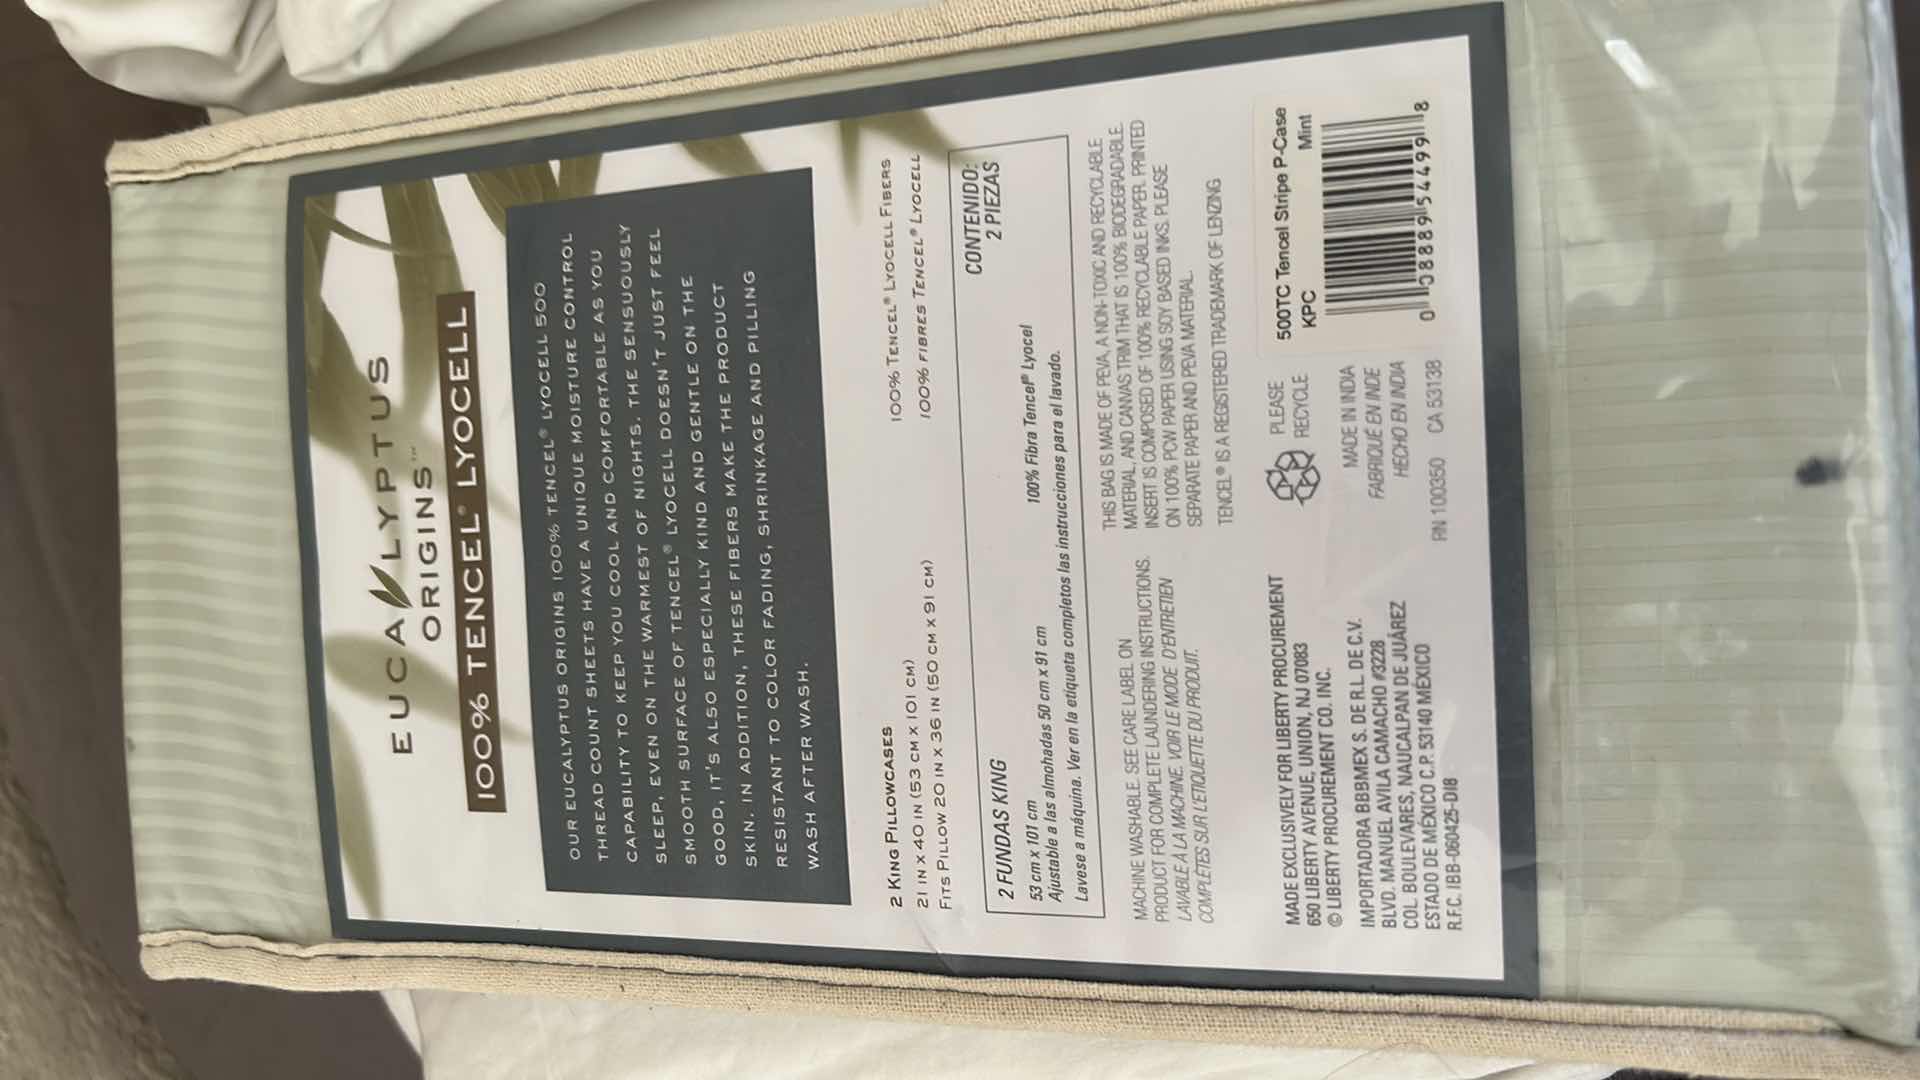 EUCALYPTUS
ORIGINS™
100% TENCEL® LYOCELL
OUR EUCALYPTUS ORIGINS 100% TENCEL® LYOCELL 500
THREAD COUNT SHEETS HAVE A UNIQUE MOISTURE CONTROL
CAPABILITY TO KEEP YOU COOL AND COMFORTABLE AS YOU
SLEEP, EVEN ON THE WARMEST OF NIGHTS. THE SENSUOUSLY
SMOOTH SURFACE OF TENCEL® LYOCELL DOESN'T JUST FEEL
GOOD, IT'S ALSO ESPECIALLY KIND AND GENTLE ON THE
SKIN. IN ADDITION, THESE FIBERS MAKE THE PRODUCT
RESISTANT TO COLOR FADING, SHRINKAGE AND PILLING
WASH AFTER WASH.
2 KING PILLOWCASES
21 IN X 40 IN (53 CM X 101 CM)
FITS PILLOW 20 IN X 36 IN (50 CM X 91 CM)
100% TENCEL® LYOCELL FIBERS
100% FIBRES TENCEL® LYOCELL
2 FUNDAS KING
53 cm x 101 cm
Ajustable a las almohadas 50 cm x 91 cm
Lavese a máquina. Ver en la etiqueta completos las instrucciones para el lavado.
CONTENIDO:
2 PIEZAS
100% Fibra Tencel® Lyocel
MACHINE WASHABLE. SEE CARE LABEL ON
PRODUCT FOR COMPLETE LAUNDERING INSTRUCTIONS.
LAVABLE À LA MACHINE. VOIR LE MODE D'ENTRETIEN
COMPLÈTES SUR L'ETIQUETTE DU PRODUIT.
THIS BAG IS MADE OF PEVA, A NON-TOXIC AND RECYCLABLE
MATERIAL, AND CANVAS TRIM THAT IS 100% BIODEGRADABLE.
INSERT IS COMPOSED OF 100% RECYCLABLE PAPER. PRINTED
ON 100% PCW PAPER USING SOY BASED INKS. PLEASE
SEPARATE PAPER AND PEVA MATERIAL.
TENCEL® IS A REGISTERED TRADEMARK OF LENZING
MADE EXCLUSIVELY FOR LIBERTY PROCUREMENT
650 LIBERTY AVENUE, UNION, NJ 07083
© LIBERTY PROCUREMENT CO. INC.
IMPORTADORA BBBMEX S. DE R.L. DE C.V.
BLVD. MANUEL AVILA CAMACHO #3228
COL. BOULEVARES, NAUCALPAN DE JUÁREZ
ESTADO DE MÉXICO C.P. 53140 MÉXICO
R.F.C. IBB-060425-DI8
PLEASE
RECYCLE
MADE IN INDIA
FABRIQUÉ EN INDE
HECHO EN INDIA
RN 100350 CA 53138
500TC Tencel Stripe P-Case
KPC Mint
0 08889 54499 8